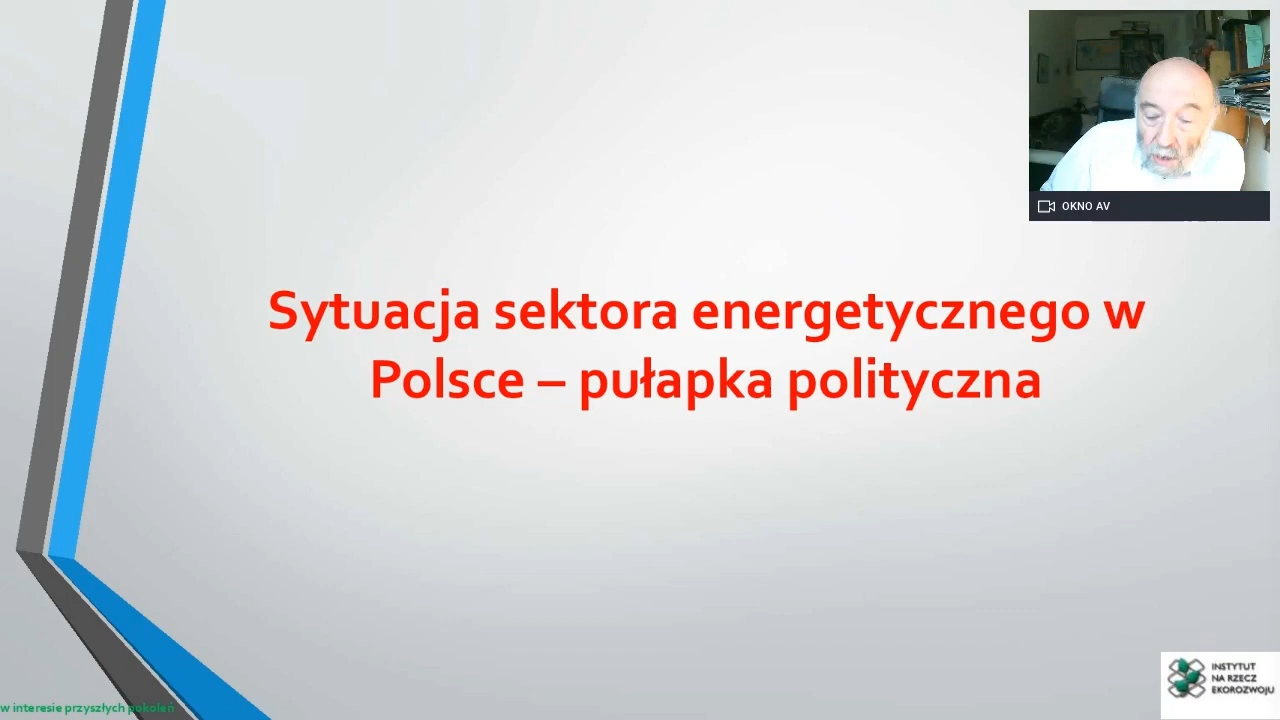 OKNO AV
Sytuacja sektora energetycznego w
Polsce – pułapka polityczna
INSTYTUT
NA RZECZ
EKOROZWOJU
w interesie przyszłych pokoleń